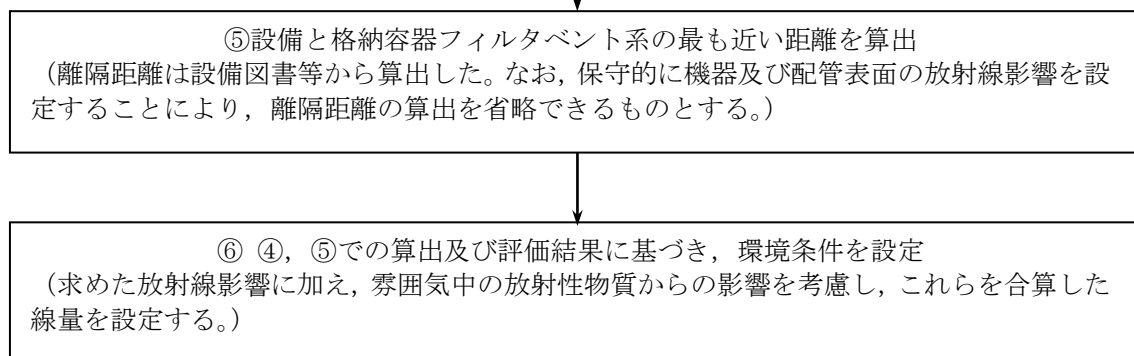 ⑤設備と格納容器フィルタベント系の最も近い距離を算出
（離隔距離は設備図書等から算出した。なお，保守的に機器及び配管表面の放射線影響を設
定することにより，離隔距離の算出を省略できるものとする。）
⑥ ④，⑤での算出及び評価結果に基づき，環境条件を設定
（求めた放射線影響に加え，雰囲気中の放射性物質からの影響を考慮し，これらを合算した
線量を設定する。）